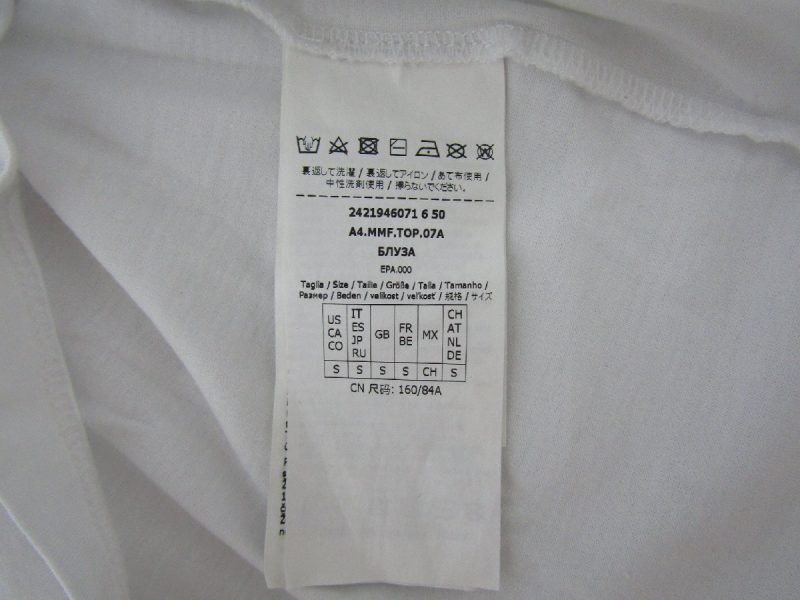 裏返して洗濯 / 裏返してアイロン / あて布使用 /
中性洗剤使用 / 擦らないでください。
2421946071 6 50
A4.MMF.TOP.07A
БЛУЗА
EPA.000
Taglia / Size / Taille / Größe / Talla / Tamanho /
Размер / Beden / velikost / veľkosť / 規格 / サイズ
US CA CO IT ES JP RU GB FR BE MX CH AT NL DE
S S S S CH S
CN 尺码: 160/84A